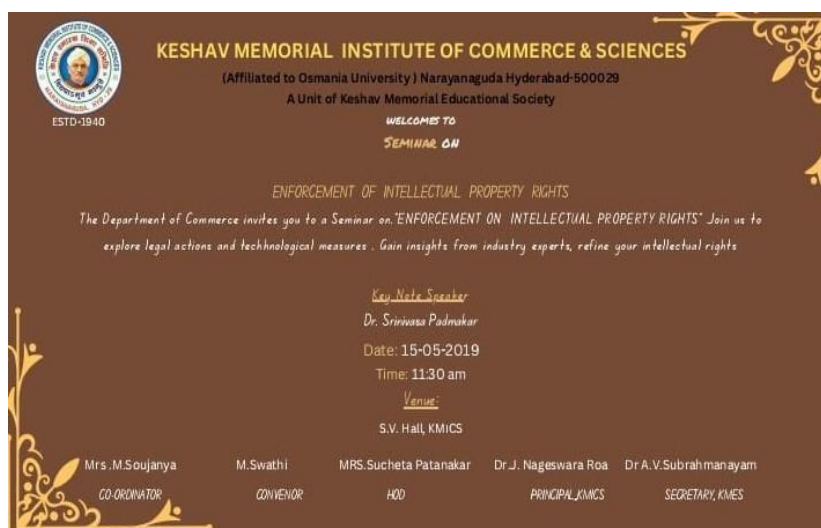 KESHAV MEMORIAL INSTITUTE OF COMMERCE & SCIENCES
(Affiliated to Osmania University ) Narayanaguda Hyderabad-500029
A Unit of Keshav Memorial Educational Society
ESTD-1940
WELCOMES TO
SEMINAR ON
ENFORCEMENT OF INTELLECTUAL PROPERTY RIGHTS
The Department of Commerce invites you to a Seminar on."ENFORCEMENT ON INTELLECTUAL PROPERTY RIGHTS" Join us to
explore legal actions and techhnological measures . Gain insights from industry experts, refine your intellectual rights
Key Note Speaker
Dr. Srinivasa Padmakar
Date: 15-05-2019
Time: 11:30 am
Venue:
S.V. Hall, KMICS
Mrs .M.Soujanya M.Swathi MRS.Sucheta Patanakar Dr.J. Nageswara Roa Dr A.V.Subrahmanayam
CO-ORDINATOR CONVENOR HOD PRINCIPAL,KMICS SECRETARY, KMES